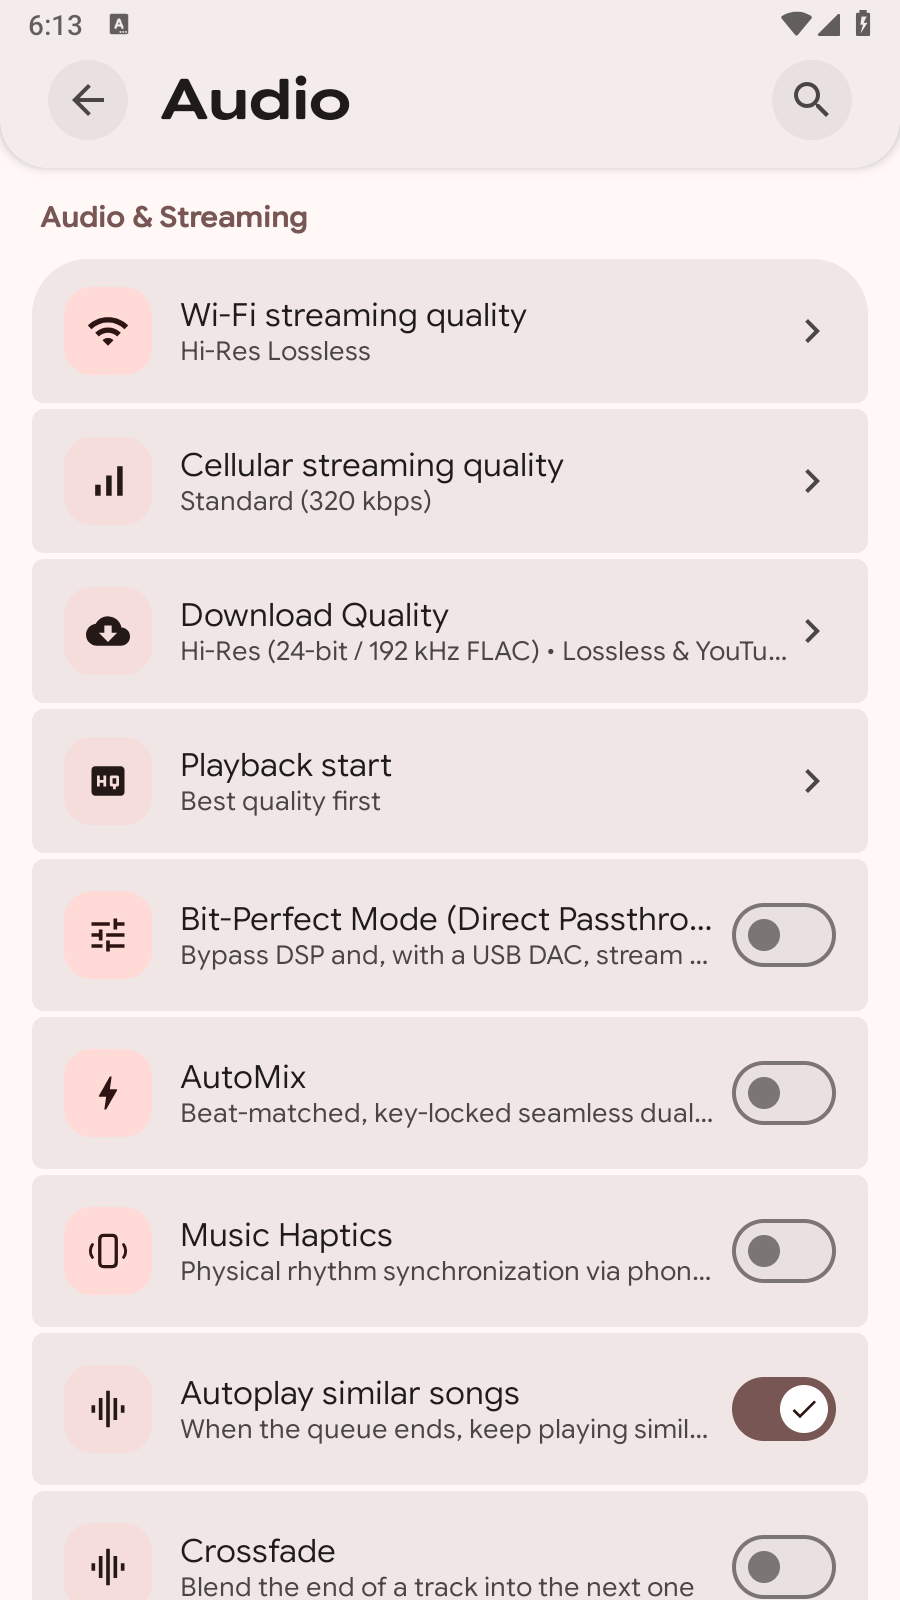 6:13
Audio
Audio & Streaming
Wi-Fi streaming quality
Hi-Res Lossless
Cellular streaming quality
Standard (320 kbps)
Download Quality
Hi-Res (24-bit / 192 kHz FLAC) • Lossless & YouTu...
HQ
Playback start
Best quality first
Bit-Perfect Mode (Direct Passthro...
Bypass DSP and, with a USB DAC, stream ...
AutoMix
Beat-matched, key-locked seamless dual...
Music Haptics
Physical rhythm synchronization via phon...
Autoplay similar songs
When the queue ends, keep playing simil...
Crossfade
Blend the end of a track into the next one